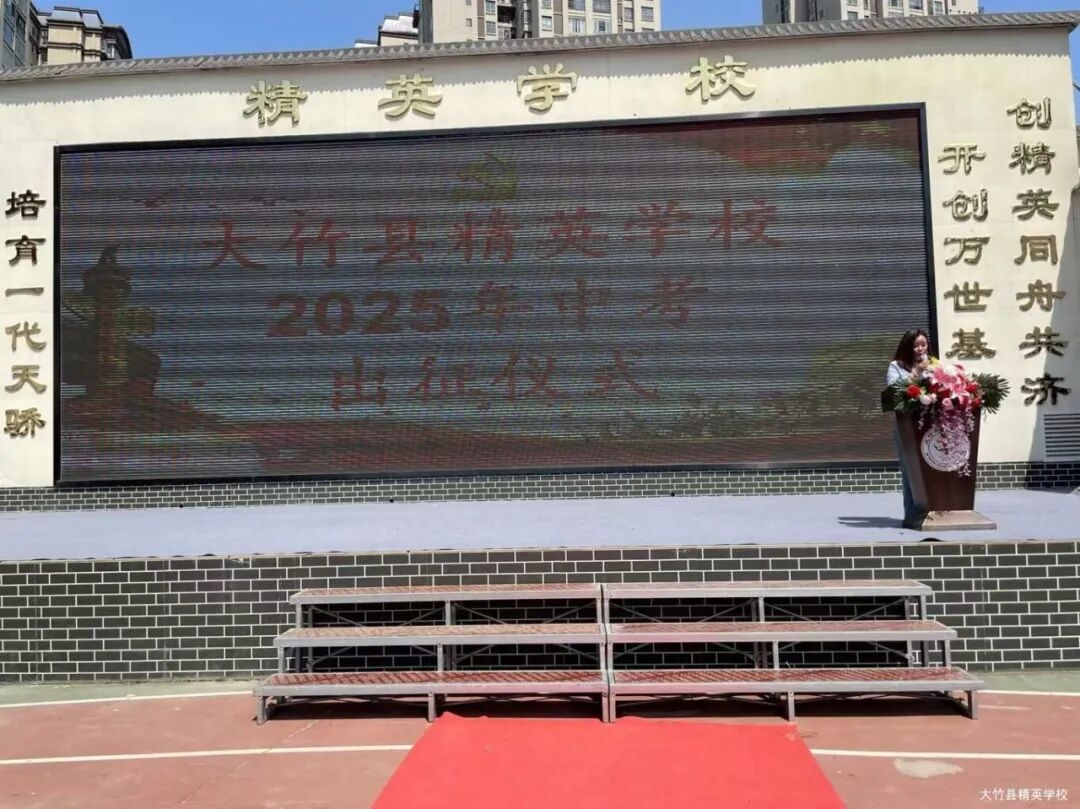 精英学校
创精英同舟共济
开创万世基
培育一代天骄
大竹县精英学校
2025年中考
出征仪式
大竹县精英学校